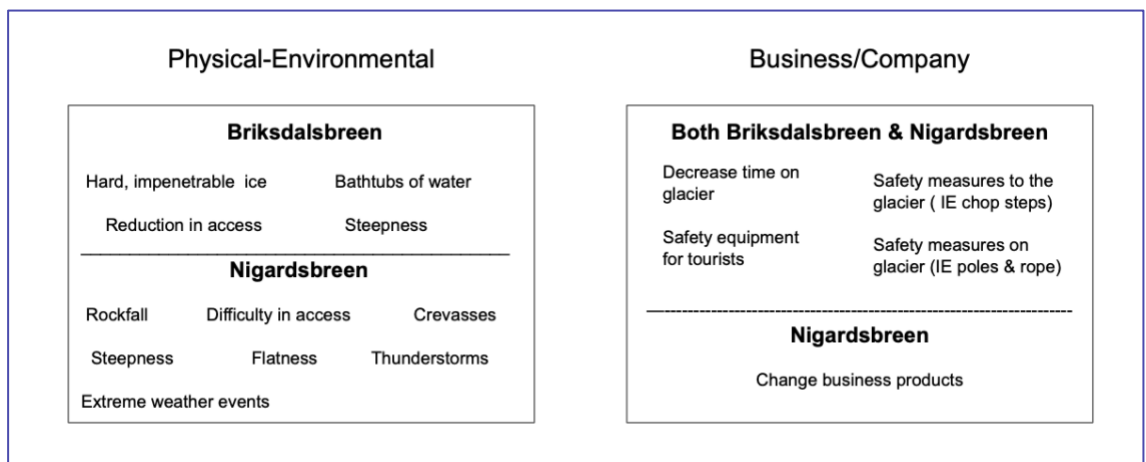 Physical-Environmental
Briksdalsbreen
Hard, impenetrable ice
Bathtubs of water
Reduction in access
Steepness
Nigardsbreen
Rockfall
Difficulty in access
Crevasses
Steepness
Flatness
Thunderstorms
Extreme weather events
Business/Company
Both Briksdalsbreen & Nigardsbreen
Decrease time on
glacier
Safety measures to the
glacier ( IE chop steps)
Safety equipment
for tourists
Safety measures on
glacier (IE poles & rope)
Nigardsbreen
Change business products